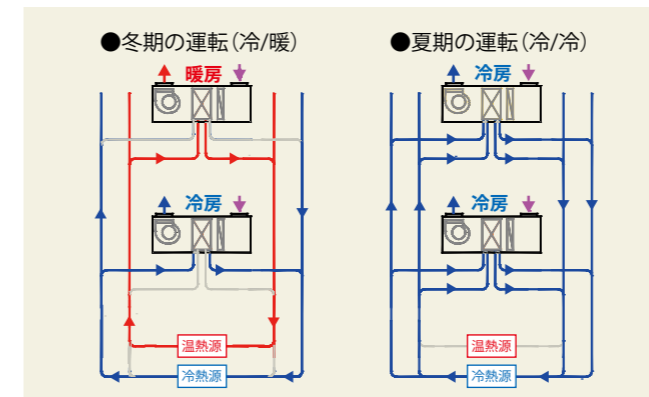 ●冬期の運転(冷/暖)
暖房
冷房
温熱源
冷熱源
●夏期の運転(冷/冷)
冷房
冷房
温熱源
冷熱源